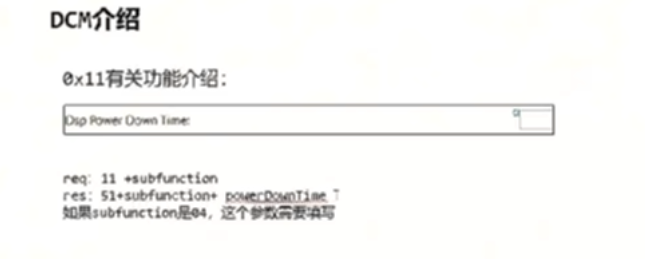 DCM介绍
0x11有关功能介绍：
Dsp Power Down Time:
req: 11 +subfunction
res: 51+subfunction+ powerDownTime
如果subfunction是04, 这个参数需要填写